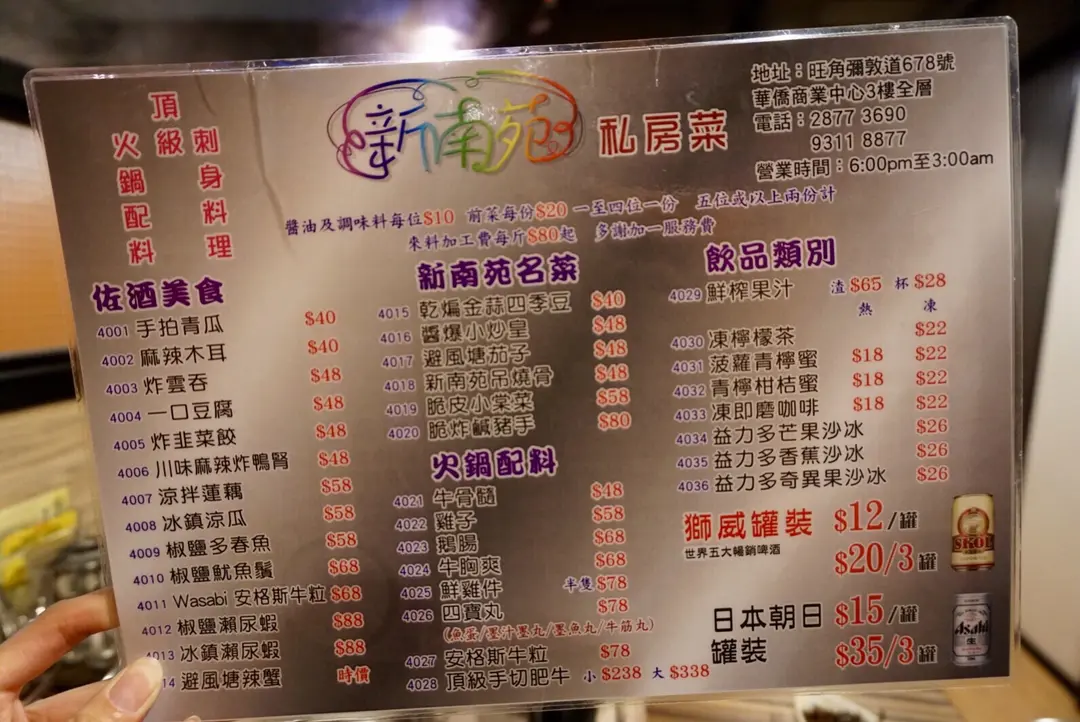 頂級刺身料理
火鍋配料
新南苑 私房菜
地址：旺角彌敦道678號
華僑商業中心3樓全層
電話：2877 3690
9311 8877
營業時間：6:00pm至3:00am
醬油及調味料每位$10 前菜每份$20 一至四位一份 五位或以上兩份計
來料加工費每斤$80起 多謝加一服務費
佐酒美食
4001 手拍青瓜 $40
4002 麻辣木耳 $40
4003 炸雲吞 $48
4004 一口豆腐 $48
4005 炸韭菜餃 $48
4006 川味麻辣炸鴨腎 $48
4007 涼拌蓮藕 $58
4008 冰鎮涼瓜 $58
4009 椒鹽多春魚 $58
4010 椒鹽魷魚鬚 $68
4011 Wasabi 安格斯牛粒 $68
4012 椒鹽瀨尿蝦 $88
4013 冰鎮瀨尿蝦 $88
14 避風塘辣蟹 時價
新南苑名菜
4015 乾煸金蒜四季豆 $40
4016 醬爆小炒皇 $48
4017 避風塘茄子 $48
4018 新南苑吊燒骨 $48
4019 脆皮小棠菜 $58
4020 脆炸鹹豬手 $80
火鍋配料
4021 牛骨髓 $48
4022 雞子 $58
4023 鵝腸 $68
4024 牛胸爽 $68
4025 鮮雞件 半隻 $78
4026 四寶丸 $78
(魚蛋/墨汁墨丸/墨魚丸/牛筋丸)
4027 安格斯牛粒 $78
4028 頂級手切肥牛 小 $238 大 $338
飲品類別
4029 鮮榨果汁 渣 $65 杯 $28
熱 凍
4030 凍檸檬茶 $22
4031 菠蘿青檸蜜 $18 $22
4032 青檸柑桔蜜 $18 $22
4033 凍即磨咖啡 $18 $22
4034 益力多芒果沙冰 $26
4035 益力多香蕉沙冰 $26
4036 益力多奇異果沙冰 $26
獅威罐裝 $12/罐
世界五大暢銷啤酒
$20/3罐
SKOL
日本朝日罐裝 $15/罐
$35/3罐
Asahi
生